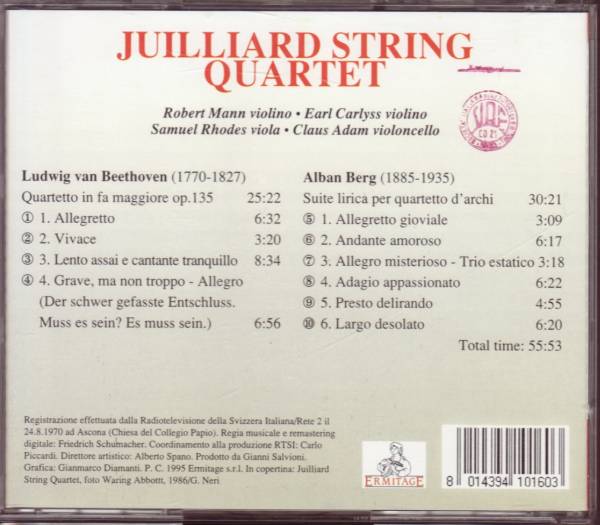 JUILLIARD STRING
QUARTET
Robert Mann violino • Earl Carlyss violino
Samuel Rhodes viola • Claus Adam violoncello
CD 21
Ludwig van Beethoven (1770-1827)
Quartetto in fa maggiore op.135 25:22
① 1. Allegretto 6:32
② 2. Vivace 3:20
③ 3. Lento assai e cantante tranquillo 8:34
④ 4. Grave, ma non troppo - Allegro
(Der schwer gefasste Entschluss.
Muss es sein? Es muss sein.) 6:56
Alban Berg (1885-1935)
Suite lirica per quartetto d'archi 30:21
⑤ 1. Allegretto gioviale 3:09
⑥ 2. Andante amoroso 6:17
⑦ 3. Allegro misterioso - Trio estatico 3:18
⑧ 4. Adagio appassionato 6:22
⑨ 5. Presto delirando 4:55
⑩ 6. Largo desolato 6:20
Total time: 55:53
Registrazione effettuata dalla Radiotelevisione della Svizzera Italiana/Rete 2 il
24.8.1970 ad Ascona (Chiesa del Collegio Papio). Regia musicale e remastering
digitale: Friedrich Schumacher. Coordinamento alla produzione RTSI: Carlo
Piccardi. Direttore artistico: Alberto Spano. Prodotto da Gianni Salvioni.
Grafica: Gianmarco Diamanti. P. C. 1995 Ermitage s.r.l. In copertina: Juilliard
String Quartet, foto Waring Abbott, 1986/G. Neri
ERMITAGE
8 014394 101603